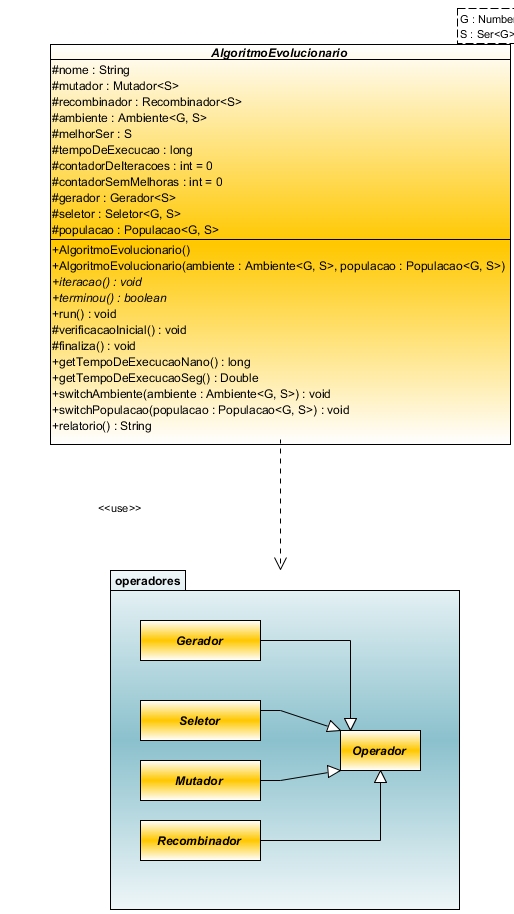 G : Number
S : Ser<G>
AlgoritmoEvolucionario
#nome : String
#mutador : Mutador<S>
#recombinador : Recombinador<S>
#ambiente : Ambiente<G, S>
#melhorSer : S
#tempoDeExecucao : long
#contadorDeIteracoes : int = 0
#contadorSemMelhoras : int = 0
#gerador : Gerador<S>
#seletor : Seletor<G, S>
#populacao : Populacao<G, S>
+AlgoritmoEvolucionario()
+AlgoritmoEvolucionario(ambiente : Ambiente<G, S>, populacao : Populacao<G, S>)
+iteracao() : void
+terminou() : boolean
+run() : void
#verificacaoInicial() : void
#finaliza() : void
+getTempoDeExecucaoNano() : long
+getTempoDeExecucaoSeg() : Double
+switchAmbiente(ambiente : Ambiente<G, S>) : void
+switchPopulacao(populacao : Populacao<G, S>) : void
+relatorio() : String
<<use>>
operadores
Gerador
Seletor
Operador
Mutador
Recombinador